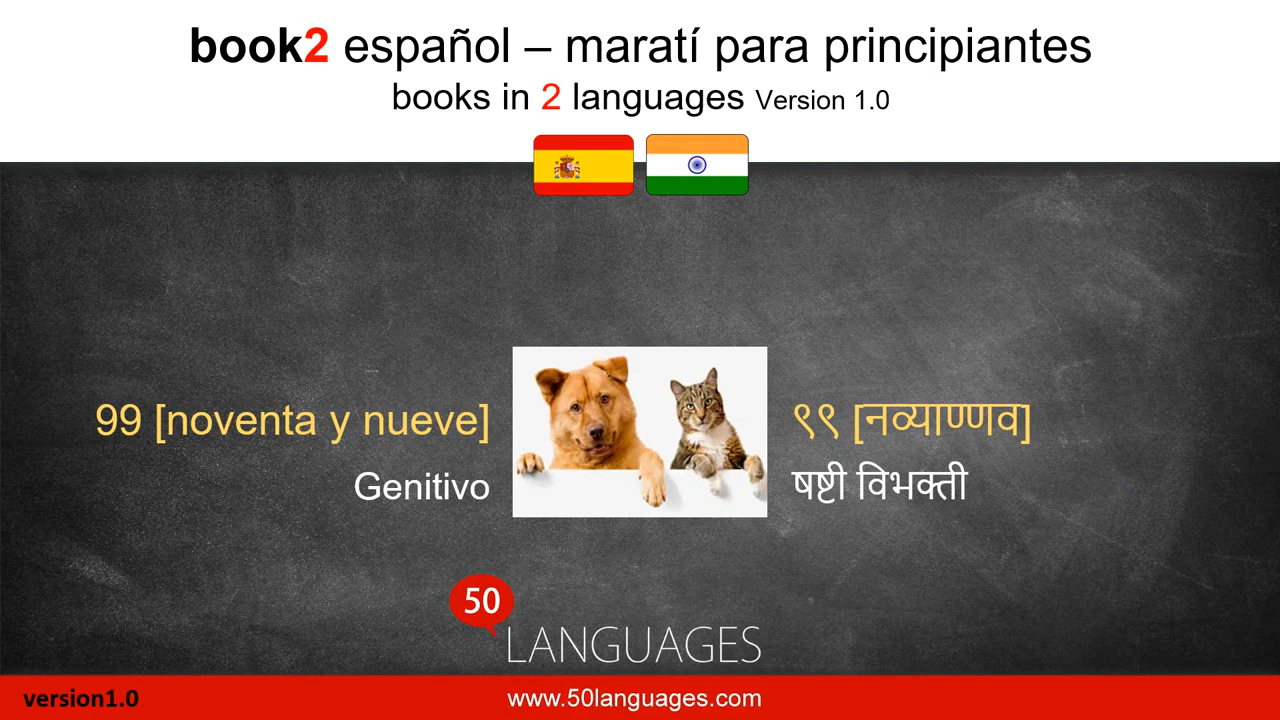 book2 español – maratí para principiantes
books in 2 languages Version 1.0
99 [noventa y nueve]
Genitivo
९९ [नव्याण्णव]
षष्टी विभक्ती
50
LANGUAGES
version1.0
www.50languages.com